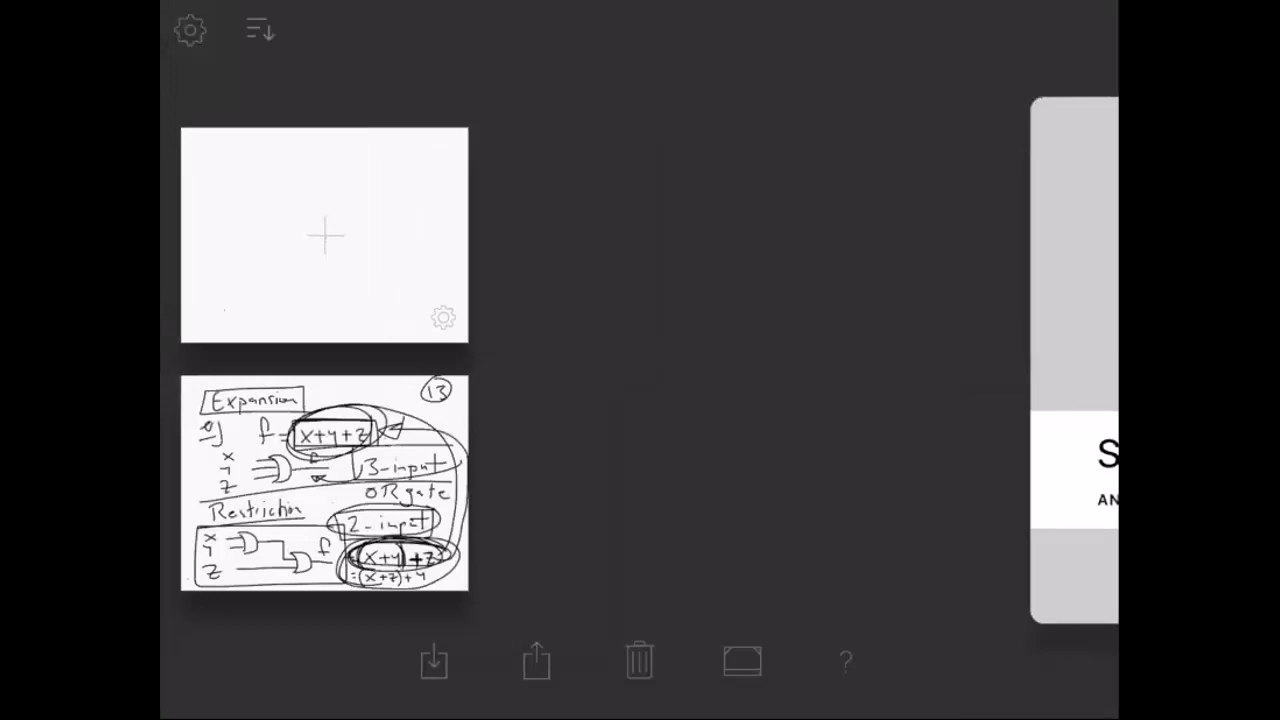 Expansion
13
eg f = x+y+z
x
y
z
f
3-input
OR gate
Restriction
2-input
x
y
z
f
= (x+y)+z
= (x+z)+y
S
AN
?